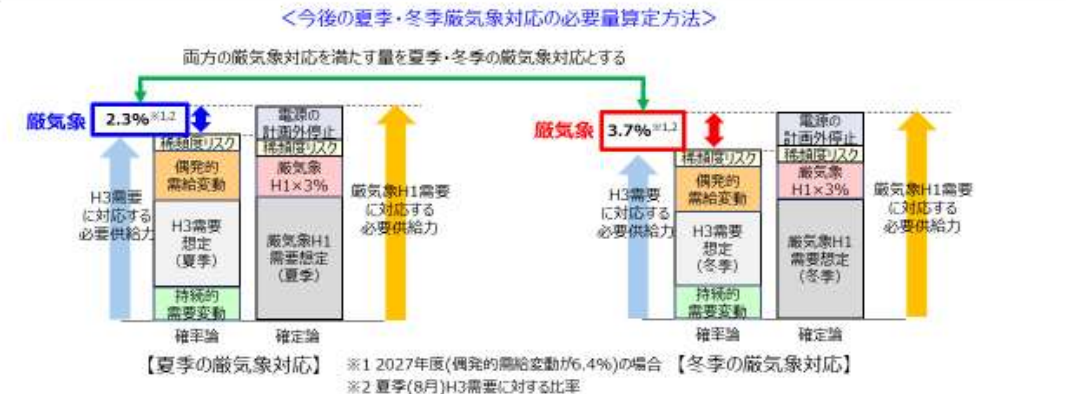 ＜今後の夏季・冬季厳気象対応の必要量算定方法＞
両方の厳気象対応を満たす量を夏季・冬季の厳気象対応とする
厳気象
2.3%※1,2
H3需要
に対応する
必要供給力
稀頻度リスク
偶発的
需給変動
H3需要
想定
(夏季)
持続的
需要変動
確率論
電源の
計画外停止
稀頻度リスク
厳気象
H1×3%
厳気象H1
需要想定
(夏季)
確定論
厳気象H1需要
に対応する
必要供給力
【夏季の厳気象対応】
厳気象
3.7%※1,2
H3需要
に対応する
必要供給力
稀頻度リスク
偶発的
需給変動
H3需要
想定
(冬季)
持続的
需要変動
確率論
電源の
計画外停止
稀頻度リスク
厳気象
H1×3%
厳気象H1
需要想定
(冬季)
確定論
厳気象H1需要
に対応する
必要供給力
【冬季の厳気象対応】
※1 2027年度(偶発的需給変動が6.4%)の場合
※2 夏季(8月)H3需要に対する比率